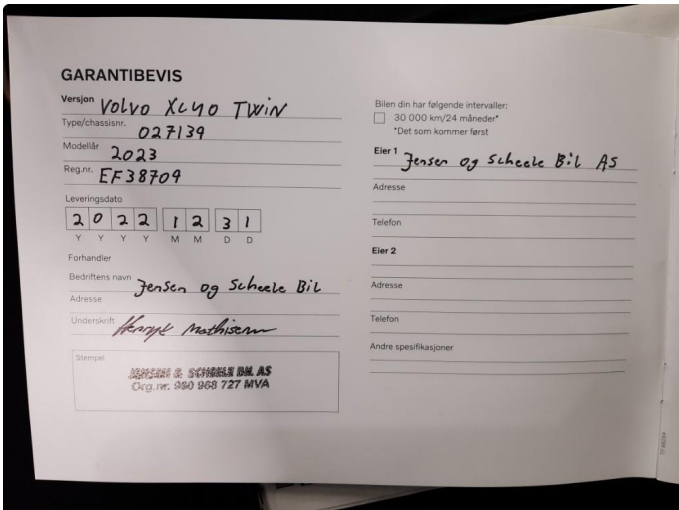 GARANTIBEVIS
Versjon Volvo XC40 TWIN
Type/chassisnr. 027139
Modellår 2023
Reg.nr. EF38709
Leveringsdato
2 0 2 2 1 2 3 1
Y Y Y Y M M D D
Forhandler
Bedriftens navn Jensen og Scheele Bil
Adresse
Underskrift Mathisen
Stempel
JENSEN & SCHEELE BIL AS
Org.nr. 980 968 727 MVA
Bilen din har følgende intervaller:
30 000 km/24 måneder*
*Det som kommer først
Eier 1 Jensen og Scheele Bil AS
Adresse
Telefon
Eier 2
Adresse
Telefon
Andre spesifikasjoner